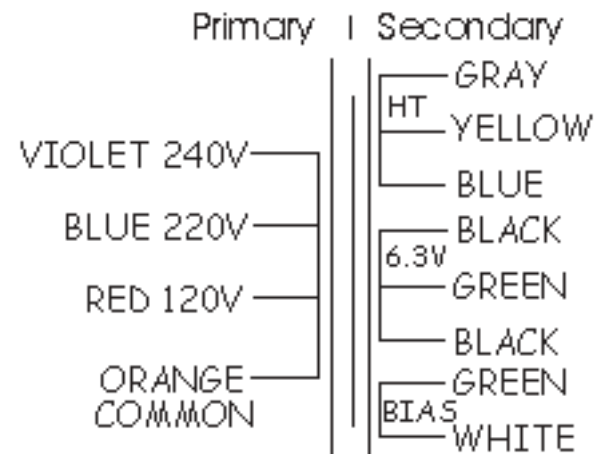 Primary | Secondary
VIOLET 240V
BLUE 220V
RED 120V
ORANGE
COMMON
HT
GRAY
YELLOW
BLUE
6.3V
BLACK
GREEN
BLACK
BIAS
GREEN
WHITE